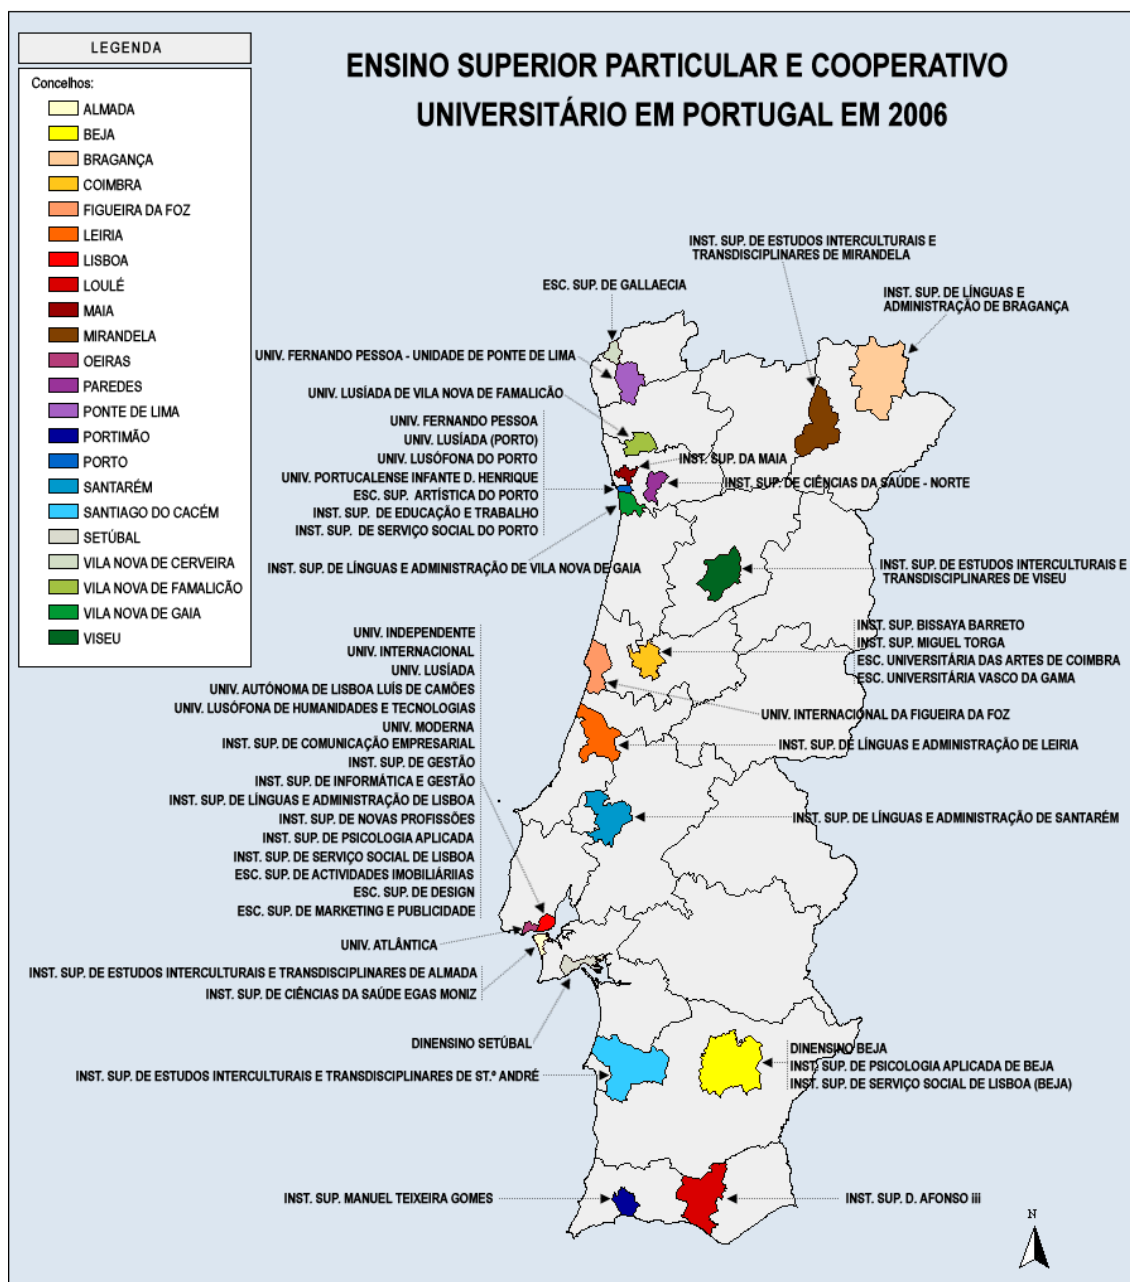 LEGENDA
Concelhos:
ALMADA
BEJA
BRAGANÇA
COIMBRA
FIGUEIRA DA FOZ
LEIRIA
LISBOA
LOULÉ
MAIA
MIRANDELA
OEIRAS
PAREDES
PONTE DE LIMA
PORTIMÃO
PORTO
SANTARÉM
SANTIAGO DO CACÉM
SETÚBAL
VILA NOVA DE CERVEIRA
VILA NOVA DE FAMALICÃO
VILA NOVA DE GAIA
VISEU
ENSINO SUPERIOR PARTICULAR E COOPERATIVO
UNIVERSITÁRIO EM PORTUGAL EM 2006
INST. SUP. DE ESTUDOS INTERCULTURAIS E
TRANSDISCIPLINARES DE MIRANDELA
ESC. SUP. DE GALLAECIA
INST. SUP. DE LÍNGUAS E
ADMINISTRAÇÃO DE BRAGANÇA
UNIV. FERNANDO PESSOA - UNIDADE DE PONTE DE LIMA
UNIV. LUSÍADA DE VILA NOVA DE FAMALICÃO
UNIV. FERNANDO PESSOA
UNIV. LUSÍADA (PORTO)
UNIV. LUSÓFONA DO PORTO
UNIV. PORTUCALENSE INFANTE D. HENRIQUE
ESC. SUP. ARTÍSTICA DO PORTO
INST. SUP. DE EDUCAÇÃO E TRABALHO
INST. SUP. DE SERVIÇO SOCIAL DO PORTO
INST. SUP. DA MAIA
INST. SUP. DE CIÊNCIAS DA SAÚDE - NORTE
INST. SUP. DE LÍNGUAS E ADMINISTRAÇÃO DE VILA NOVA DE GAIA
INST. SUP. DE ESTUDOS INTERCULTURAIS E
TRANSDISCIPLINARES DE VISEU
INST. SUP. BISSAYA BARRETO
INST. SUP. MIGUEL TORGA
ESC. UNIVERSITÁRIA DAS ARTES DE COIMBRA
ESC. UNIVERSITÁRIA VASCO DA GAMA
UNIV. INTERNACIONAL DA FIGUEIRA DA FOZ
INST. SUP. DE LÍNGUAS E ADMINISTRAÇÃO DE LEIRIA
INST. SUP. DE LÍNGUAS E ADMINISTRAÇÃO DE SANTARÉM
UNIV. INDEPENDENTE
UNIV. INTERNACIONAL
UNIV. LUSÍADA
UNIV. AUTÓNOMA DE LISBOA LUÍS DE CAMÕES
UNIV. LUSÓFONA DE HUMANIDADES E TECNOLOGIAS
UNIV. MODERNA
INST. SUP. DE COMUNICAÇÃO EMPRESARIAL
INST. SUP. DE GESTÃO
INST. SUP. DE INFORMÁTICA E GESTÃO
INST. SUP. DE LÍNGUAS E ADMINISTRAÇÃO DE LISBOA
INST. SUP. DE NOVAS PROFISSÕES
INST. SUP. DE PSICOLOGIA APLICADA
INST. SUP. DE SERVIÇO SOCIAL DE LISBOA
ESC. SUP. DE ACTIVIDADES IMOBILIÁRIIAS
ESC. SUP. DE DESIGN
ESC. SUP. DE MARKETING E PUBLICIDADE
UNIV. ATLÂNTICA
INST. SUP. DE ESTUDOS INTERCULTURAIS E TRANSDISCIPLINARES DE ALMADA
INST. SUP. DE CIÊNCIAS DA SAÚDE EGAS MONIZ
DINENSINO SETÚBAL
INST. SUP. DE ESTUDOS INTERCULTURAIS E TRANSDISCIPLINARES DE ST.º ANDRÉ
DINENSINO BEJA
INST. SUP. DE PSICOLOGIA APLICADA DE BEJA
INST. SUP. DE SERVIÇO SOCIAL DE LISBOA (BEJA)
INST. SUP. MANUEL TEIXEIRA GOMES
INST. SUP. D. AFONSO iii
N